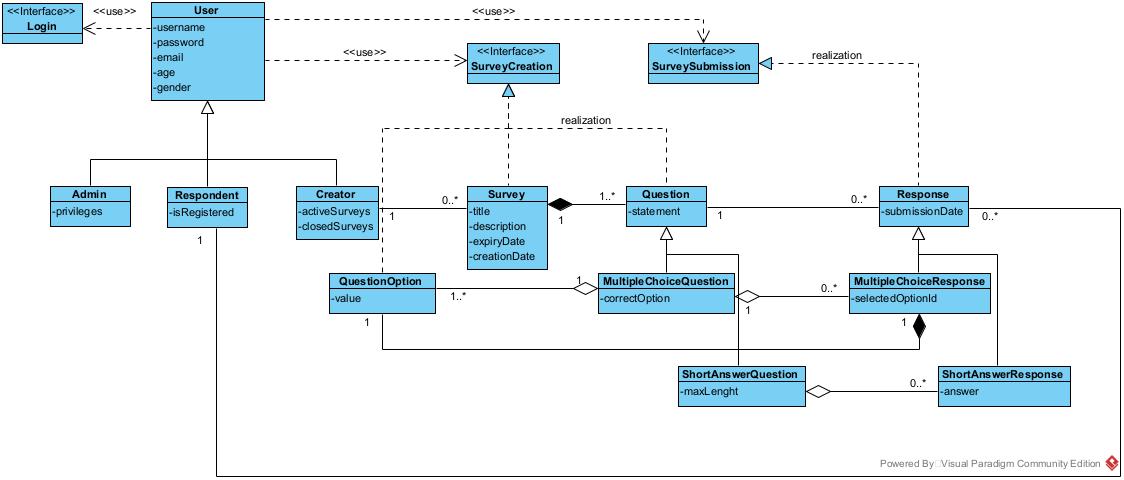 <<Interface>>
Login
<<use>>
User
-username
-password
-email
-age
-gender
<<use>>
<<use>>
<<Interface>>
SurveyCreation
<<Interface>>
SurveySubmission
realization
realization
Admin
-privileges
Respondent
-isRegistered
1
Creator
-activeSurveys
-closedSurveys
1
0..*
Survey
-title
-description
-expiryDate
-creationDate
1
1..*
Question
-statement
1
0..*
Response
-submissionDate
0..*
QuestionOption
-value
1
1..*
1
MultipleChoiceQuestion
-correctOption
1
0..*
MultipleChoiceResponse
-selectedOptionId
1
ShortAnswerQuestion
-maxLenght
0..*
ShortAnswerResponse
-answer
Powered By Visual Paradigm Community Edition